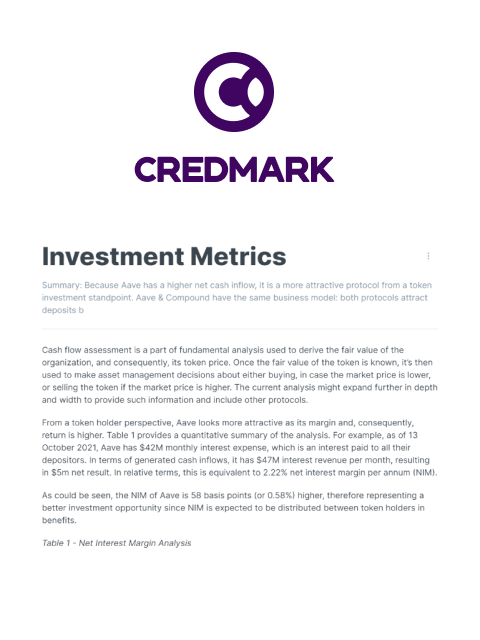 CREDMARK
Investment Metrics
Summary: Because Aave has a higher net cash inflow, it is a more attractive protocol from a token
investment standpoint. Aave & Compound have the same business model: both protocols attract
deposits b
Cash flow assessment is a part of fundamental analysis used to derive the fair value of the
organization, and consequently, its token price. Once the fair value of the token is known, it's then
used to make asset management decisions about either buying, in case the market price is lower,
or selling the token if the market price is higher. The current analysis might expand further in depth
and width to provide such information and include other protocols.
From a token holder perspective, Aave looks more attractive as its margin and, consequently,
return is higher. Table 1 provides a quantitative summary of the analysis. For example, as of 13
October 2021, Aave has $42M monthly interest expense, which is an interest paid to all their
depositors. In terms of generated cash inflows, it has $47M interest revenue per month, resulting
in $5m net result. In relative terms, this is equivalent to 2.22% net interest margin per annum (NIM).
As could be seen, the NIM of Aave is 58 basis points (or 0.58%) higher, therefore representing a
better investment opportunity since NIM is expected to be distributed between token holders in
benefits.
Table 1 - Net Interest Margin Analysis